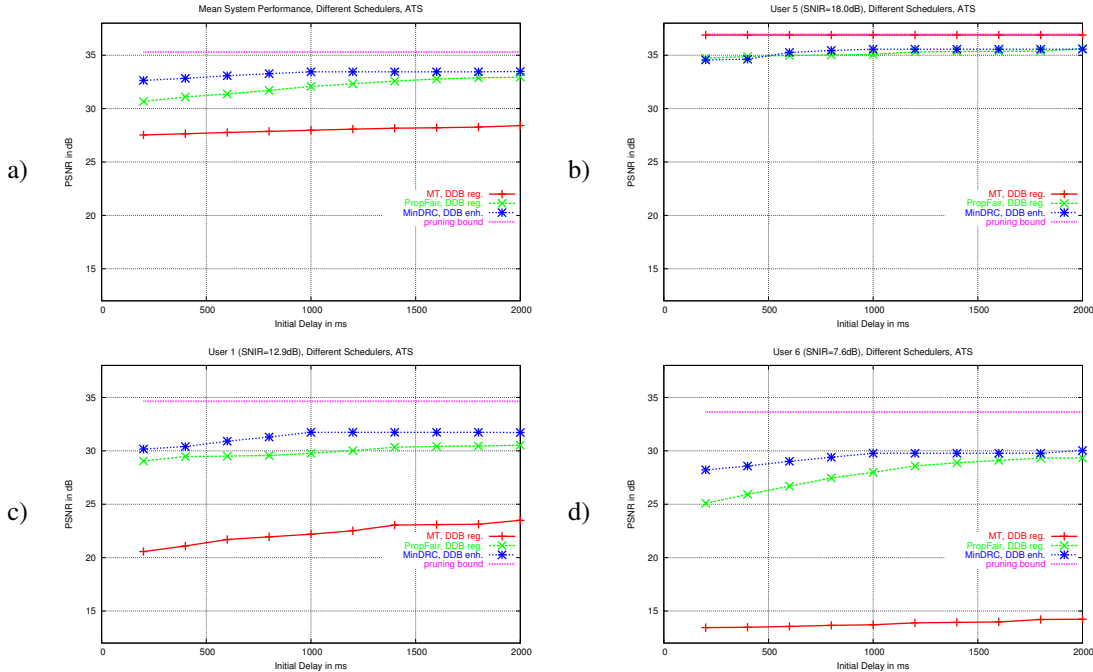 a)
Mean System Performance, Different Schedulers, ATS
PSNR in dB
35
30
25
20
15
MT, DDB reg.
PropFair, DDB reg.
MinDRC, DDB enh.
pruning bound
0 500 1000 1500 2000
Initial Delay in ms
b)
User 5 (SNIR=18.0dB), Different Schedulers, ATS
PSNR in dB
35
30
25
20
15
MT, DDB reg.
PropFair, DDB reg.
MinDRC, DDB enh.
pruning bound
0 500 1000 1500 2000
Initial Delay in ms
c)
User 1 (SNIR=12.9dB), Different Schedulers, ATS
PSNR in dB
35
30
25
20
15
MT, DDB reg.
PropFair, DDB reg.
MinDRC, DDB enh.
pruning bound
0 500 1000 1500 2000
Initial Delay in ms
d)
User 6 (SNIR=7.6dB), Different Schedulers, ATS
PSNR in dB
35
30
25
20
15
MT, DDB reg.
PropFair, DDB reg.
MinDRC, DDB enh.
pruning bound
0 500 1000 1500 2000
Initial Delay in ms